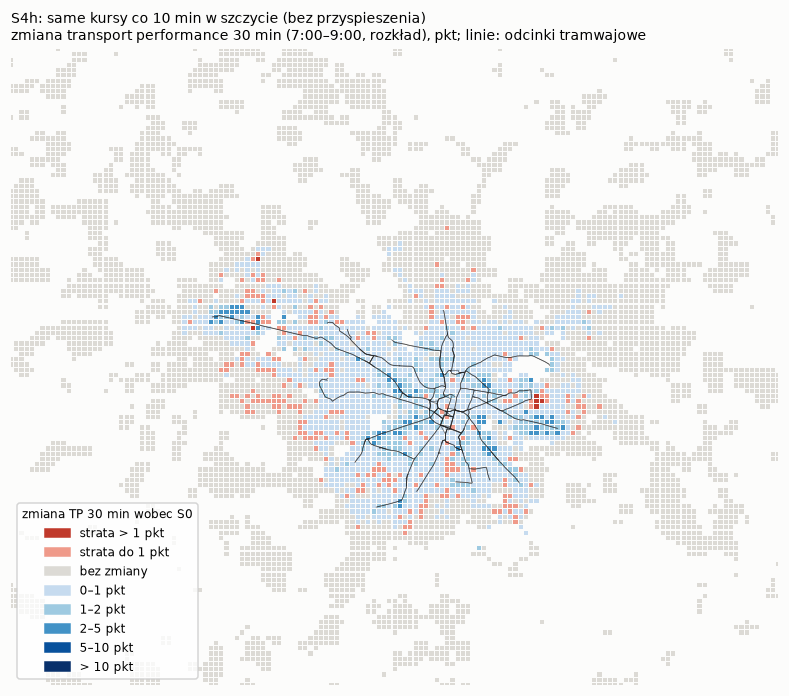 S4h: same kursy co 10 min w szczycie (bez przyspieszenia)
zmiana transport performance 30 min (7:00–9:00, rozkład), pkt; linie: odcinki tramwajowe
zmiana TP 30 min wobec S0
strata > 1 pkt
strata do 1 pkt
bez zmiany
0–1 pkt
1–2 pkt
2–5 pkt
5–10 pkt
> 10 pkt